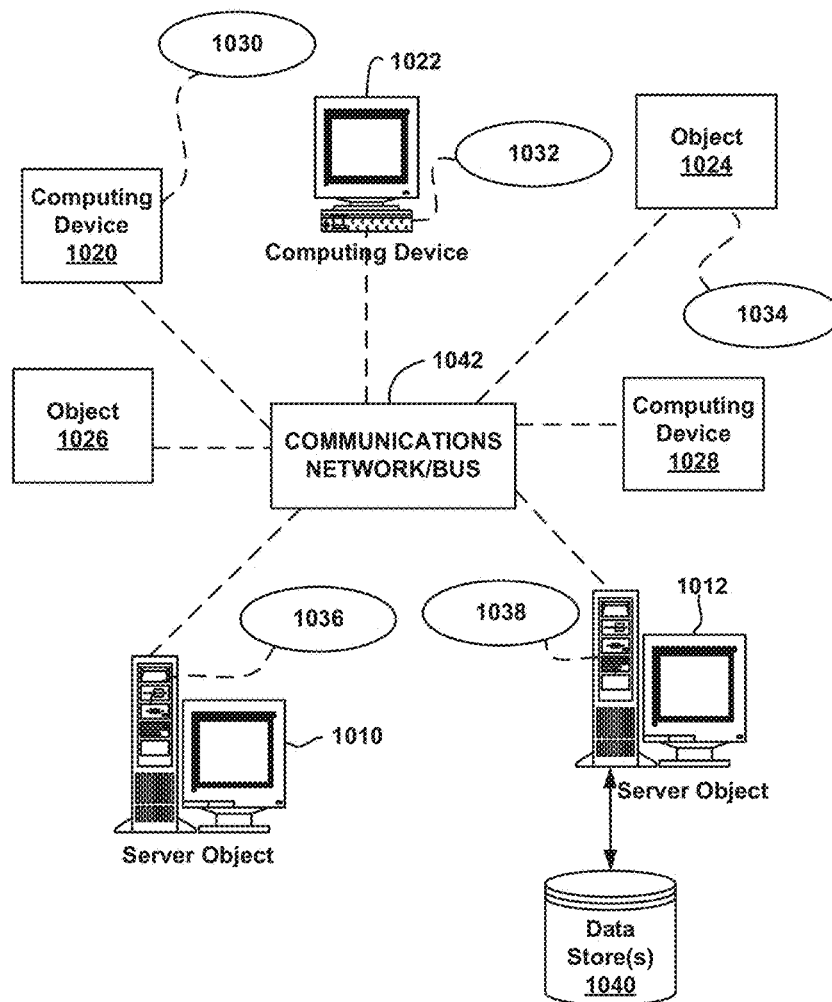 1030
1022
1032
Object
1024
Computing
Device
1020
Computing Device
1034
1042
Object
1026
COMMUNICATIONS
NETWORK/BUS
Computing
Device
1028
1036
1038
1012
1010
Server Object
Server Object
Data
Store(s)
1040